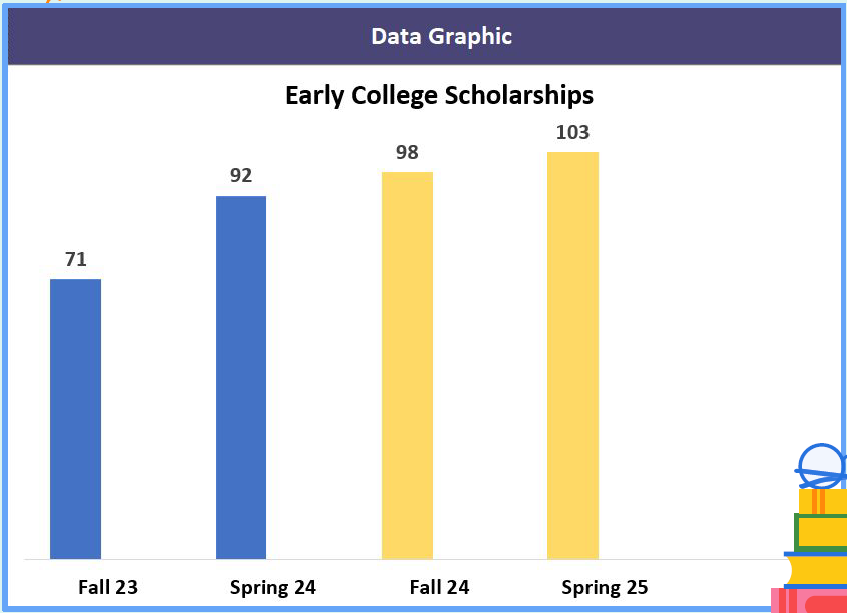 Data Graphic
Early College Scholarships
103
98
92
71
Fall 23 Spring 24 Fall 24 Spring 25